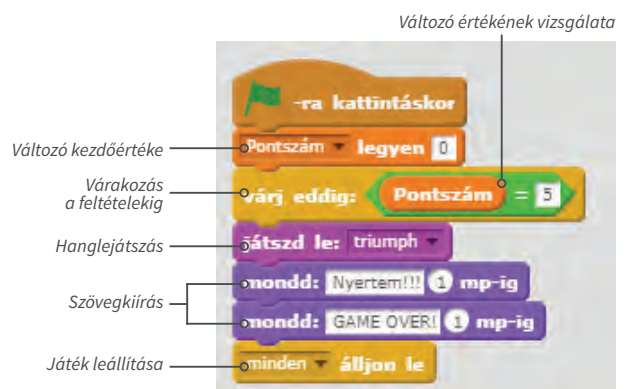 Változó értékének vizsgálata
-ra kattintáskor
Változó kezdőértéke
Pontszám legyen 0
Várakozás
a feltételekig
várj eddig: Pontszám = 5
Hanglejátszás
játszd le: triumph
Szövegkiírás
mondd: Nyertem!!! 1 mp-ig
mondd: GAME OVER! 1 mp-ig
Játék leállítása
minden álljon le